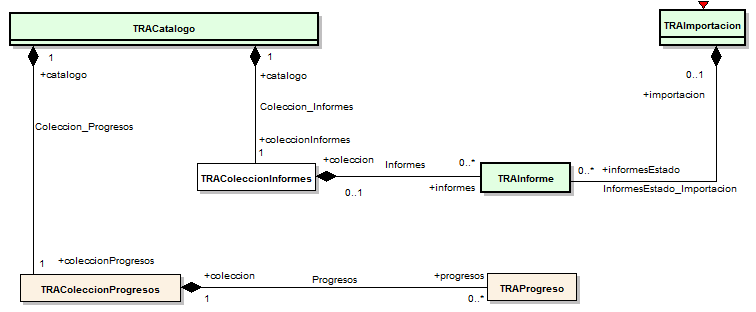 TRACatalogo
TRAImportacion
1
+catalogo
1
+catalogo
0..1
+importacion
Coleccion_Informes
Coleccion_Progresos
+coleccionInformes
1
TRAColeccionInformes
+coleccion
0..1
Informes
0..*
+informes
TRAInforme
0..*
+informesEstado
InformesEstado_Importacion
+coleccionProgresos
1
TRAColeccionProgresos
+coleccion
1
Progresos
+progresos
0..*
TRAProgreso